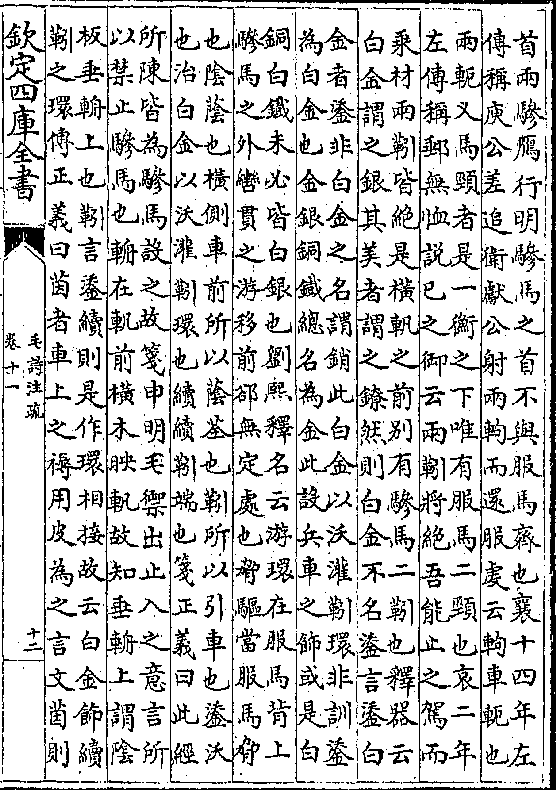 首兩驂鴈行明驂馬之首不與服馬齊也襄十四年左
傳稱庚公差追衛獻公射兩軥而還服䖍云軥車軛也
兩軛又馬頸者是一衡之下唯有服馬二頸也哀二年
左傳稱郵無恤說已之御云兩靷將絶吾能止之駕而
乘材兩靷皆絶是橫軓之前别有驂馬二靷也釋器云
白金謂之銀其美者謂之鐐然則白金不名鋈言鋈白
金者鋈非白金之名謂銷此白金以沃灌靷環非訓鋈
為白金也金銀銅鐵總名為金此設兵車之飾或是白
銅白鐵未必皆白銀也劉熙釋名云游環在服馬背上
驂馬之外轡貫之游移前郤無定處也脅驅當服馬脅
也陰蔭也橫側車前所以蔭荃也靷所以引車也鋈沃
也治白金以沃灌靷環也續續靷端也箋正義曰此經
所陳皆為驂馬設之故箋申明毛禦出止入之意言所
以禁止驂馬也輈在軓前橫木映軓故知垂輈上謂陰
板垂輈上也靷言鋈續則是作環相接故云白金飾續
靷之環傳正義曰茵者車上之褥用皮為之言文茵則
欽定四庫全書
毛詩注疏
卷十一
十二